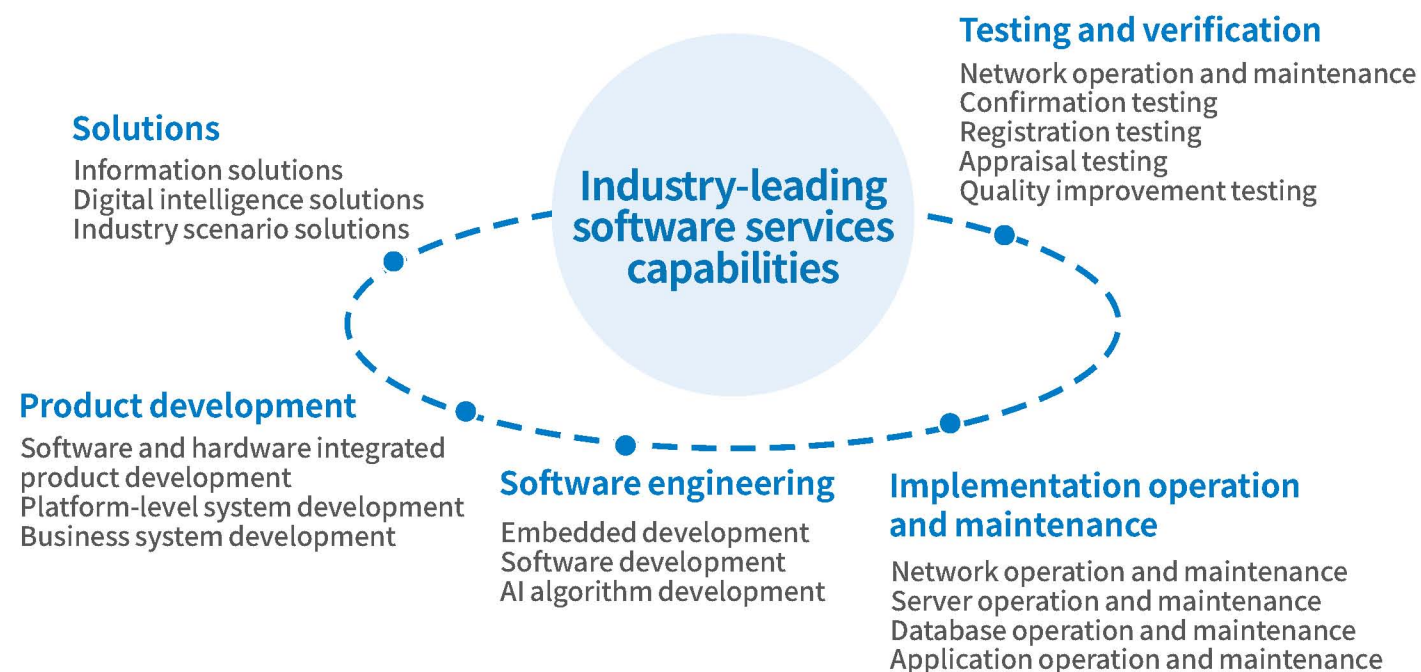 Testing and verification
Network operation and maintenance
Confirmation testing
Registration testing
Appraisal testing
Quality improvement testing
Solutions
Information solutions
Digital intelligence solutions
Industry scenario solutions
Industry-leading
software services
capabilities
Product development
Software and hardware integrated
product development
Platform-level system development
Business system development
Software engineering
Embedded development
Software development
AI algorithm development
Implementation operation
and maintenance
Network operation and maintenance
Server operation and maintenance
Database operation and maintenance
Application operation and maintenance